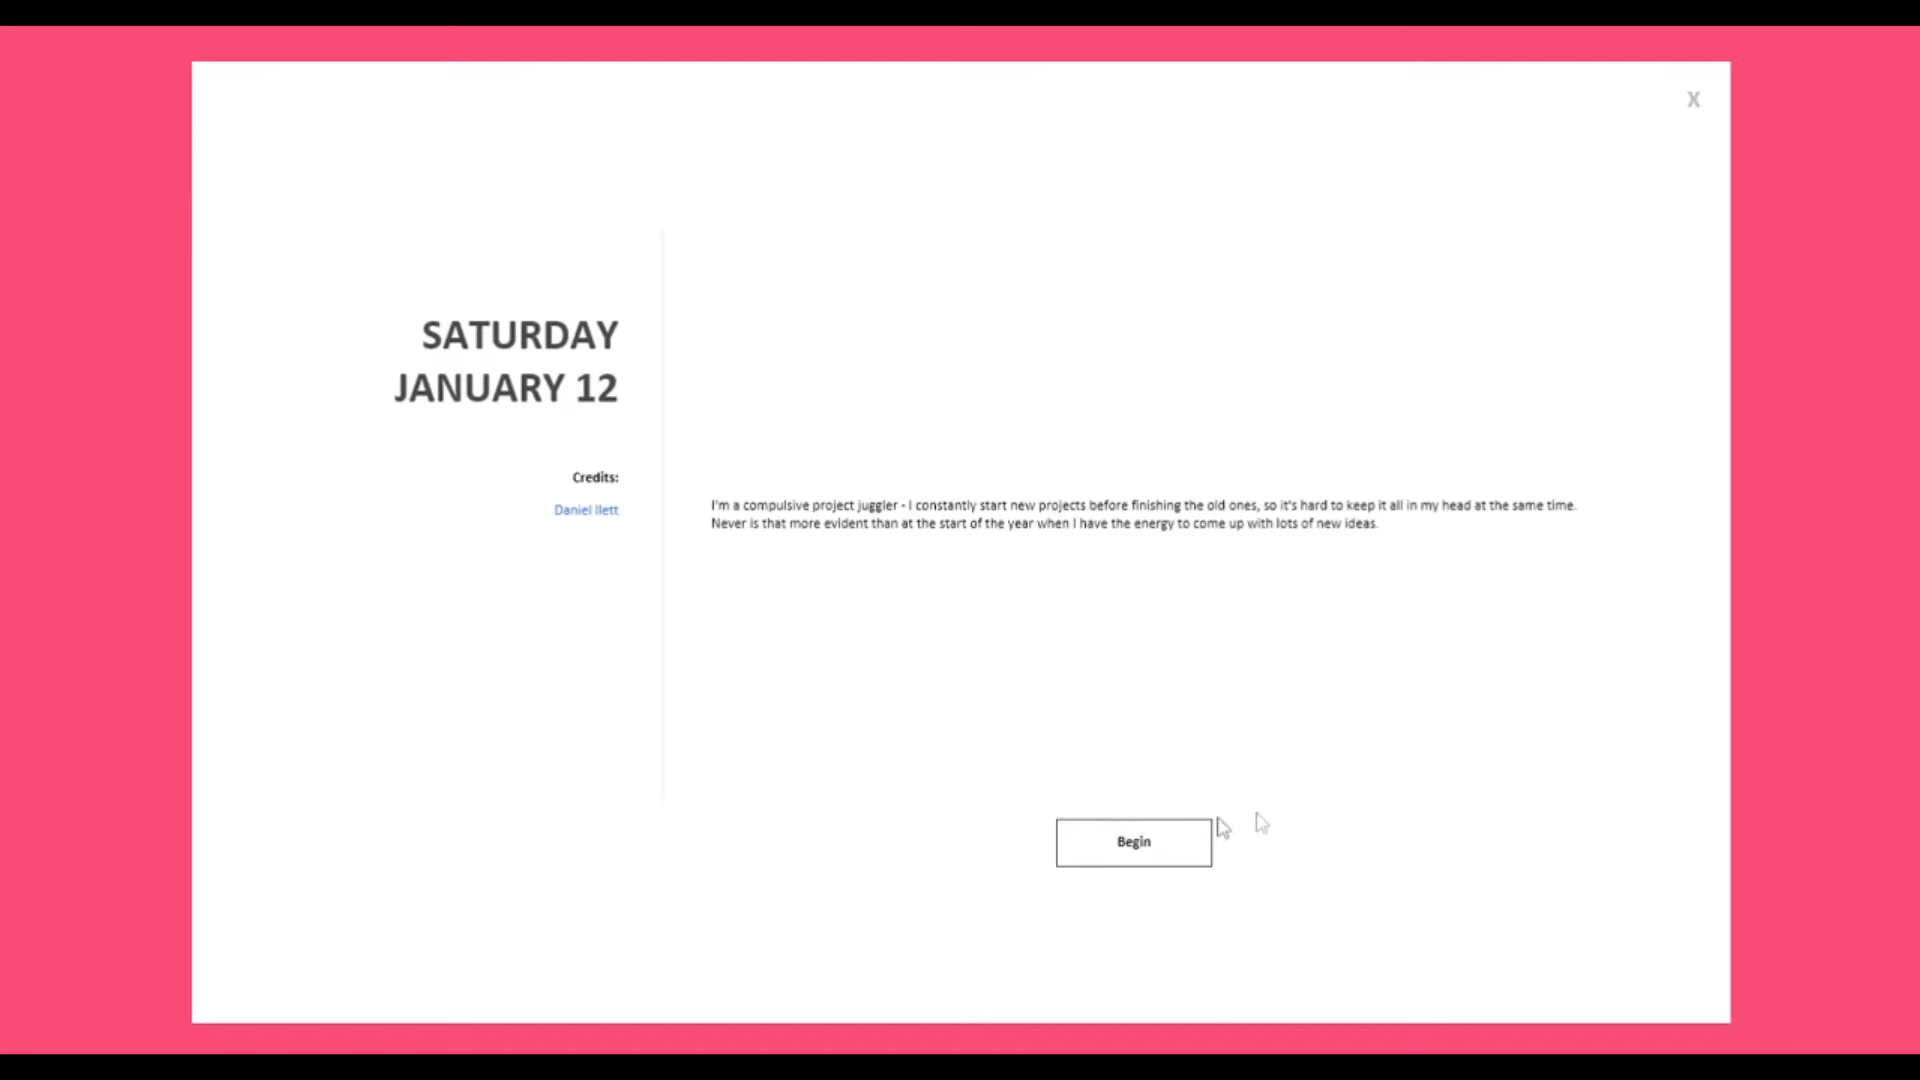 X
SATURDAY
JANUARY 12
Credits:
Daniel Ilett
I'm a compulsive project juggler - I constantly start new projects before finishing the old ones, so it's hard to keep it all in my head at the same time.
Never is that more evident than at the start of the year when I have the energy to come up with lots of new ideas.
Begin